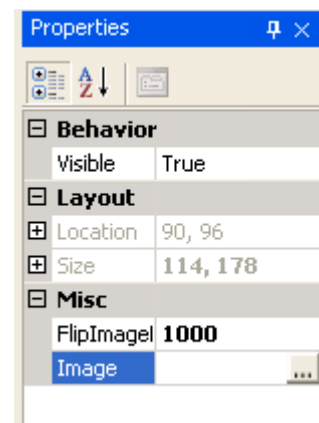 Properties
A
Z
Behavior
Visible True
Layout
Location 90, 96
Size 114, 178
Misc
FlipImageI 1000
Image ...